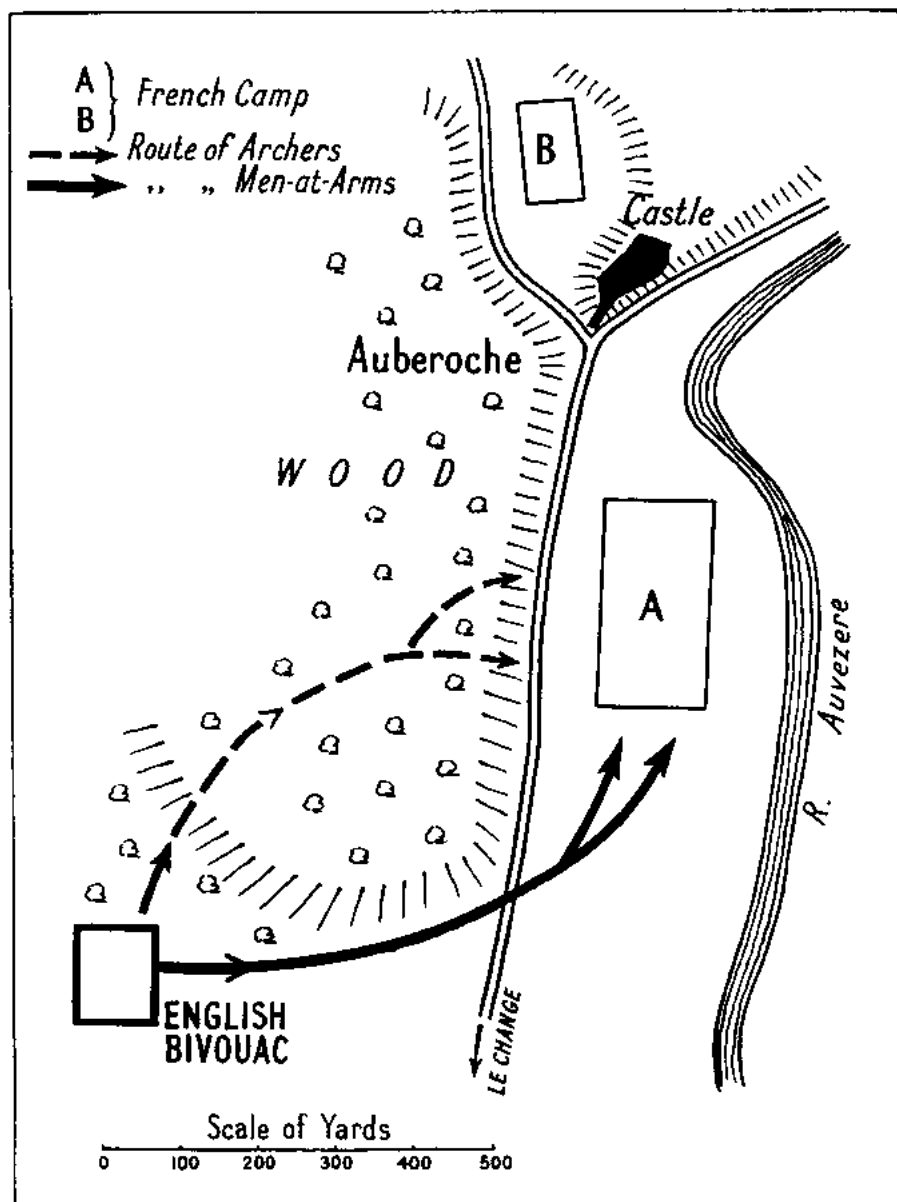 A
B } French Camp
Route of Archers
„ „ Men-at-Arms
B
Castle
Auberoche
WOOD
A
R. Auvezere
ENGLISH
BIVOUAC
LE CHANGE
Scale of Yards
0 100 200 300 400 500